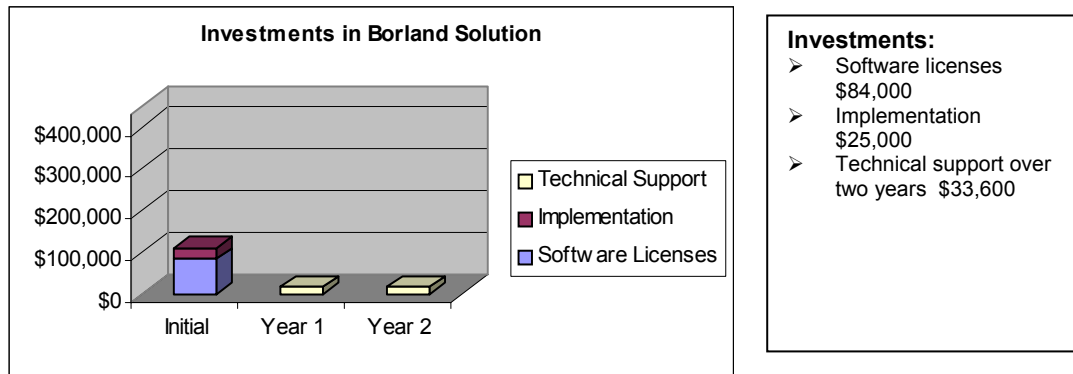 Investments in Borland Solution
$400,000
$300,000
$200,000
$100,000
$0
Initial
Year 1
Year 2
Technical Support
Implementation
Software Licenses
Investments:
➢ Software licenses
$84,000
➢ Implementation
$25,000
➢ Technical support over
two years $33,600